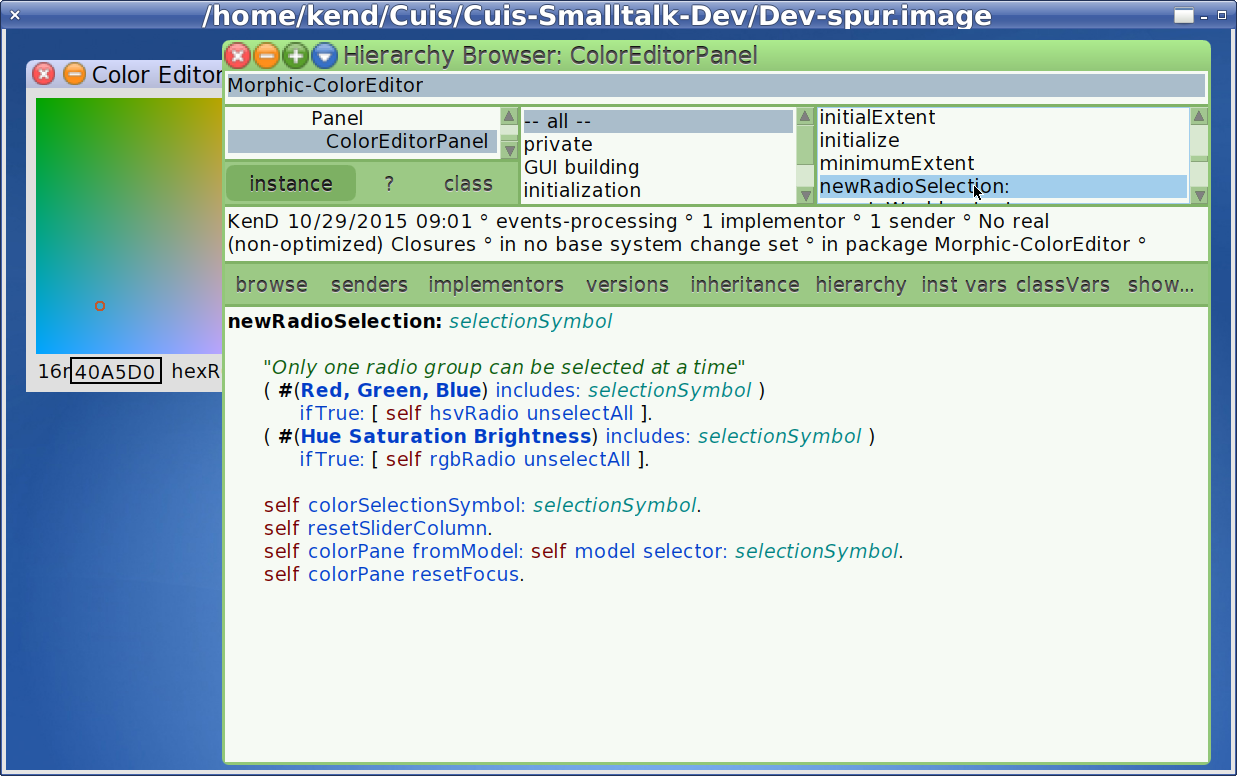 /home/kend/Cuis/Cuis-Smalltalk-Dev/Dev-spur.image
Color Editor
16r 40A5D0 hexR
Hierarchy Browser: ColorEditorPanel
Morphic-ColorEditor
Panel
ColorEditorPanel
instance ? class
-- all --
private
GUI building
initialization
initialExtent
initialize
minimumExtent
newRadioSelection:
KenD 10/29/2015 09:01 ° events-processing ° 1 implementor ° 1 sender ° No real
(non-optimized) Closures ° in no base system change set ° in package Morphic-ColorEditor °
browse senders implementors versions inheritance hierarchy inst vars classVars show...
newRadioSelection: selectionSymbol
"Only one radio group can be selected at a time"
( #(Red, Green, Blue) includes: selectionSymbol )
ifTrue: [ self hsvRadio unselectAll ].
( #(Hue Saturation Brightness) includes: selectionSymbol )
ifTrue: [ self rgbRadio unselectAll ].
self colorSelectionSymbol: selectionSymbol.
self resetSliderColumn.
self colorPane fromModel: self model selector: selectionSymbol.
self colorPane resetFocus.